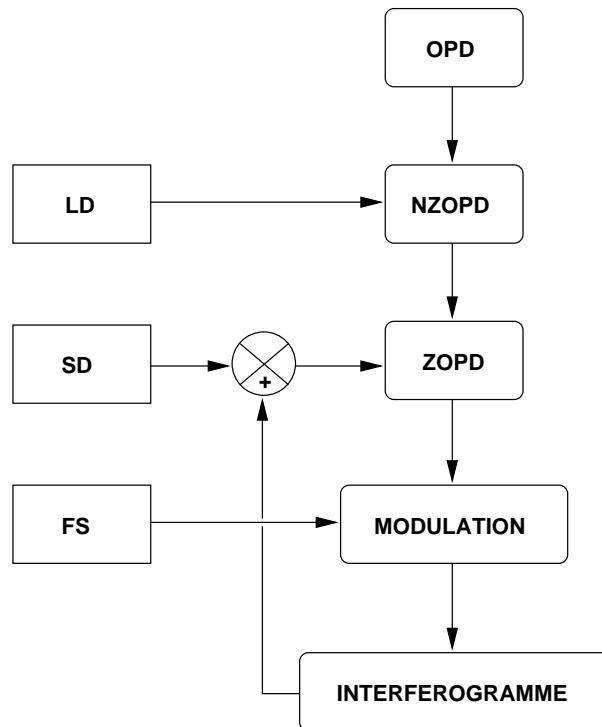 OPD
LD
NZOPD
SD
+
ZOPD
FS
MODULATION
INTERFEROGRAMME